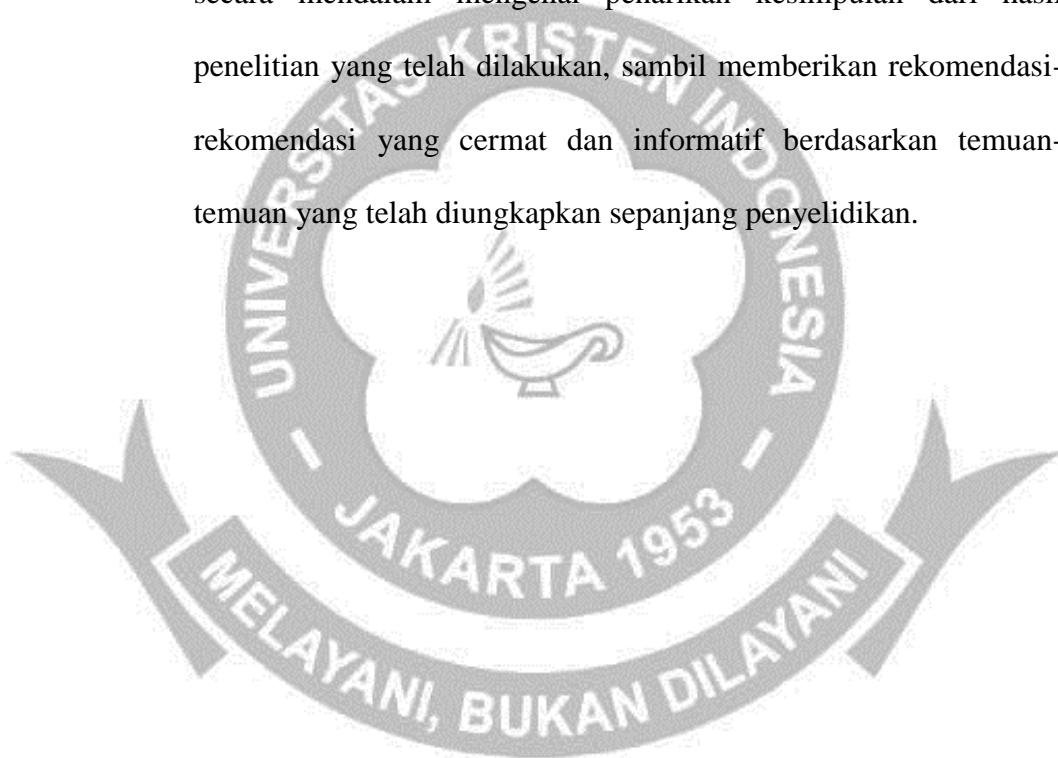 secara mendalam mengenai penarikan kesimpulan dari hasil
penelitian yang telah dilakukan, sambil memberikan rekomendasi-
rekomendasi yang cermat dan informatif berdasarkan temuan-
temuan yang telah diungkapkan sepanjang penyelidikan.
UNIVERSITAS KRISTEN INDONESIA
– JAKARTA 1953 –
MELAYANI, BUKAN DILAYANI